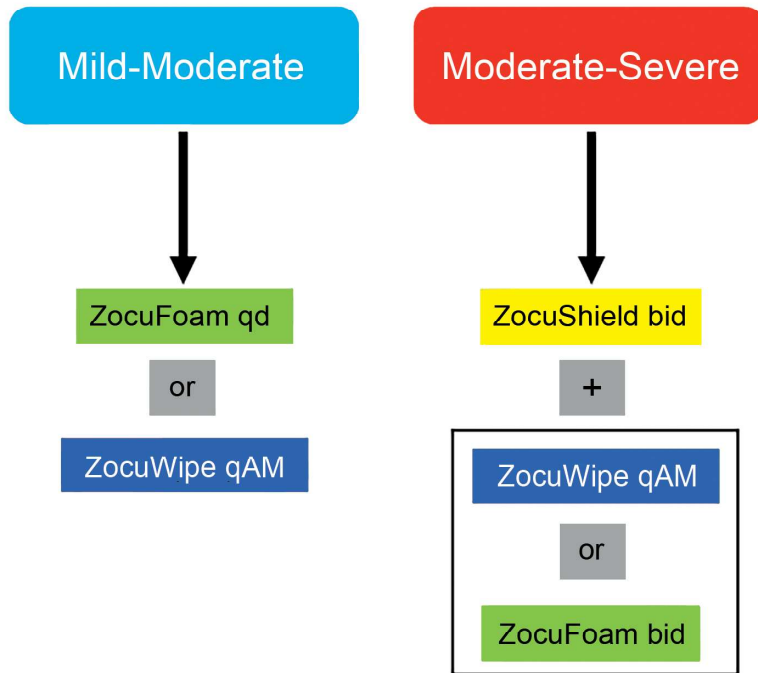 Mild-Moderate
ZocuFoam qd
or
ZocuWipe qAM
Moderate-Severe
ZocuShield bid
+
ZocuWipe qAM
or
ZocuFoam bid